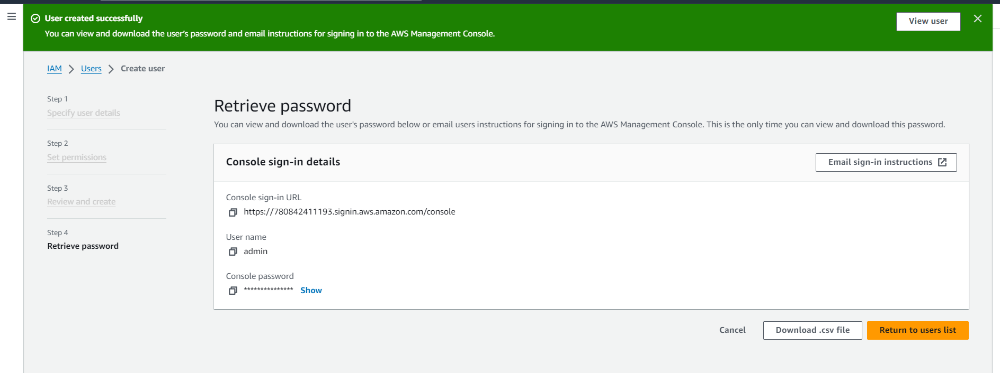 User created successfully
You can view and download the user's password and email instructions for signing in to the AWS Management Console.
View user
IAM
Users
Create user
Step 1
Specify user details
Step 2
Set permissions
Step 3
Review and create
Step 4
Retrieve password
Retrieve password
You can view and download the user's password below or email users instructions for signing in to the AWS Management Console. This is the only time you can view and download this password.
Console sign-in details
Email sign-in instructions
Console sign-in URL
https://780842411193.signin.aws.amazon.com/console
User name
admin
Console password
*************** Show
Cancel
Download .csv file
Return to users list